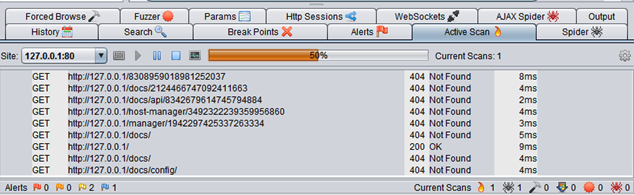 Forced Browse Fuzzer Params Http Sessions WebSockets AJAX Spider Output
History Search Break Points Alerts Active Scan Spider
Site: 127.0.0.1:80 50% Current Scans: 1
GET http://127.0.0.1/8308959018981252037 404 Not Found 8ms
GET http://127.0.0.1/docs/2124466747092411663 404 Not Found 4ms
GET http://127.0.0.1/docs/api/8342679614745794884 404 Not Found 2ms
GET http://127.0.0.1/host-manager/3492322239359956860 404 Not Found 4ms
GET http://127.0.0.1/manager/1942297425337263334 404 Not Found 3ms
GET http://127.0.0.1/docs/ 404 Not Found 5ms
GET http://127.0.0.1/ 200 OK 9ms
GET http://127.0.0.1/docs/ 404 Not Found 4ms
GET http://127.0.0.1/docs/config/ 404 Not Found 4ms
Alerts 0 0 2 1 Current Scans 1 1 0 0 0 0